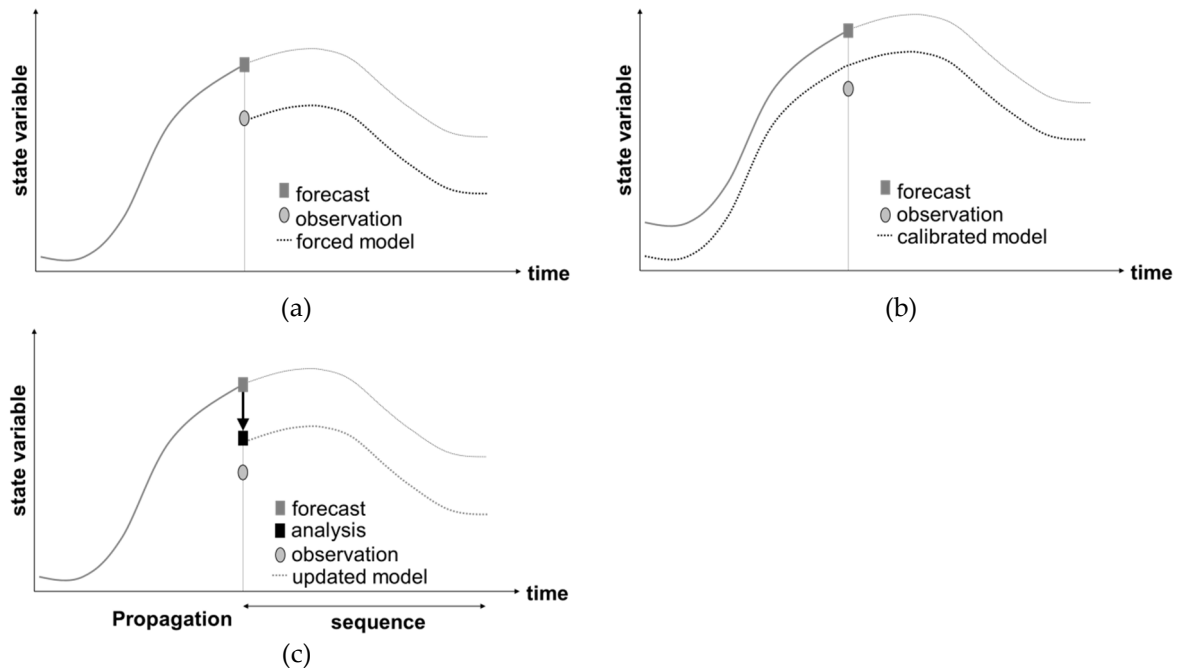 state variable
forecast
observation
forced model
time
(a)
state variable
forecast
observation
calibrated model
time
(b)
state variable
forecast
analysis
observation
updated model
time
Propagation
sequence
(c)